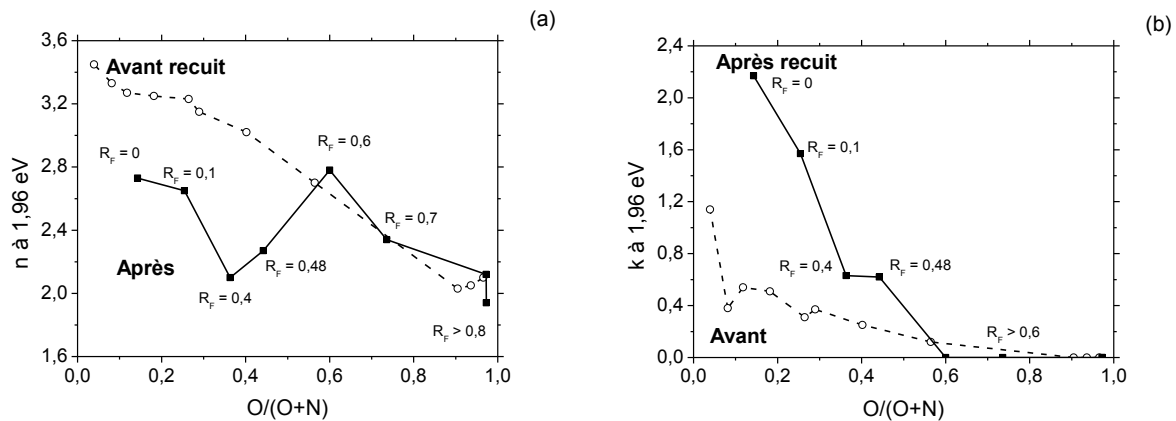 (a)
3,6
3,2
2,8
2,4
2,0
1,6
n à 1,96 eV
Avant recuit
R_F = 0
R_F = 0,1
R_F = 0,6
R_F = 0,7
Après
R_F = 0,48
R_F = 0,4
R_F > 0,8
0,0 0,2 0,4 0,6 0,8 1,0
O/(O+N)
(b)
2,4
2,0
1,6
1,2
0,8
0,4
0,0
k à 1,96 eV
Après recuit
R_F = 0
R_F = 0,1
R_F = 0,4
R_F = 0,48
R_F > 0,6
Avant
0,0 0,2 0,4 0,6 0,8 1,0
O/(O+N)